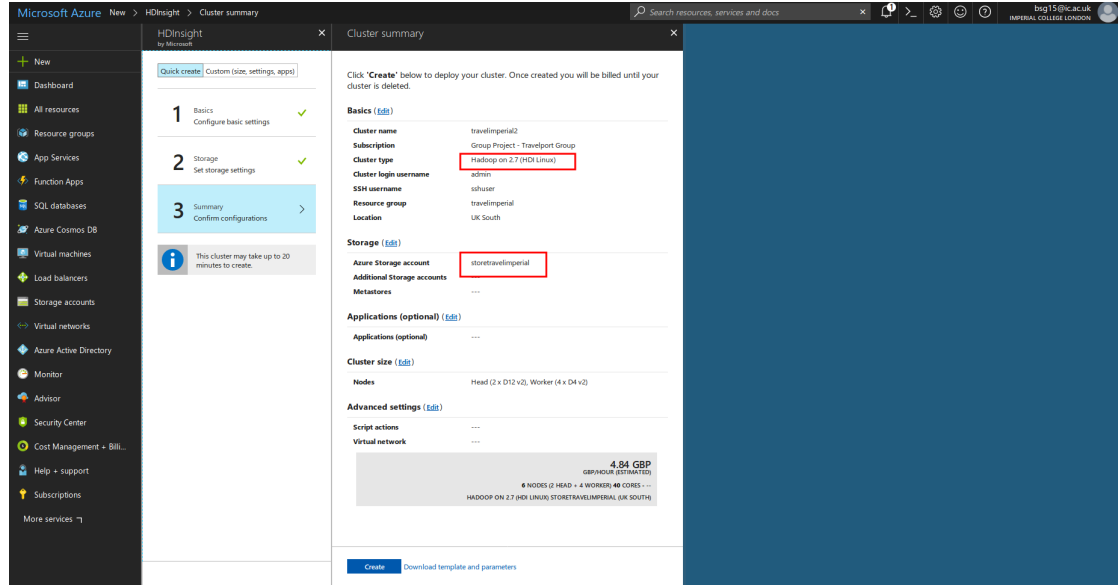 Microsoft Azure New > HDInsight > Cluster summary
Search resources, services and docs
1
bsg15@ic.ac.uk
IMPERIAL COLLEGE LONDON
New
Dashboard
All resources
Resource groups
App Services
Function Apps
SQL databases
Azure Cosmos DB
Virtual machines
Load balancers
Storage accounts
Virtual networks
Azure Active Directory
Monitor
Advisor
Security Center
Cost Management + Billi...
Help + support
Subscriptions
More services
HDInsight
by Microsoft
Quick create Custom (size, settings, apps)
1 Basics
Configure basic settings
2 Storage
Set storage settings
3 Summary
Confirm configurations
This cluster may take up to 20
minutes to create.
Cluster summary
Click 'Create' below to deploy your cluster. Once created you will be billed until your
cluster is deleted.
Basics (Edit)
Cluster name travelimperial2
Subscription Group Project - Travelport Group
Cluster type Hadoop on 2.7 (HDI Linux)
Cluster login username admin
SSH username sshuser
Resource group travelimperial
Location UK South
Storage (Edit)
Azure Storage account storetravelimperial
Additional Storage accounts ---
Metastores ---
Applications (optional) (Edit)
Applications (optional) ---
Cluster size (Edit)
Nodes Head (2 x D12 v2), Worker (4 x D4 v2)
Advanced settings (Edit)
Script actions ---
Virtual network ---
4.84 GBP
GBP/HOUR (ESTIMATED)
6 NODES (2 HEAD + 4 WORKER) 40 CORES - --
HADOOP ON 2.7 (HDI LINUX) STORETRAVELIMPERIAL (UK SOUTH)
Create Download template and parameters